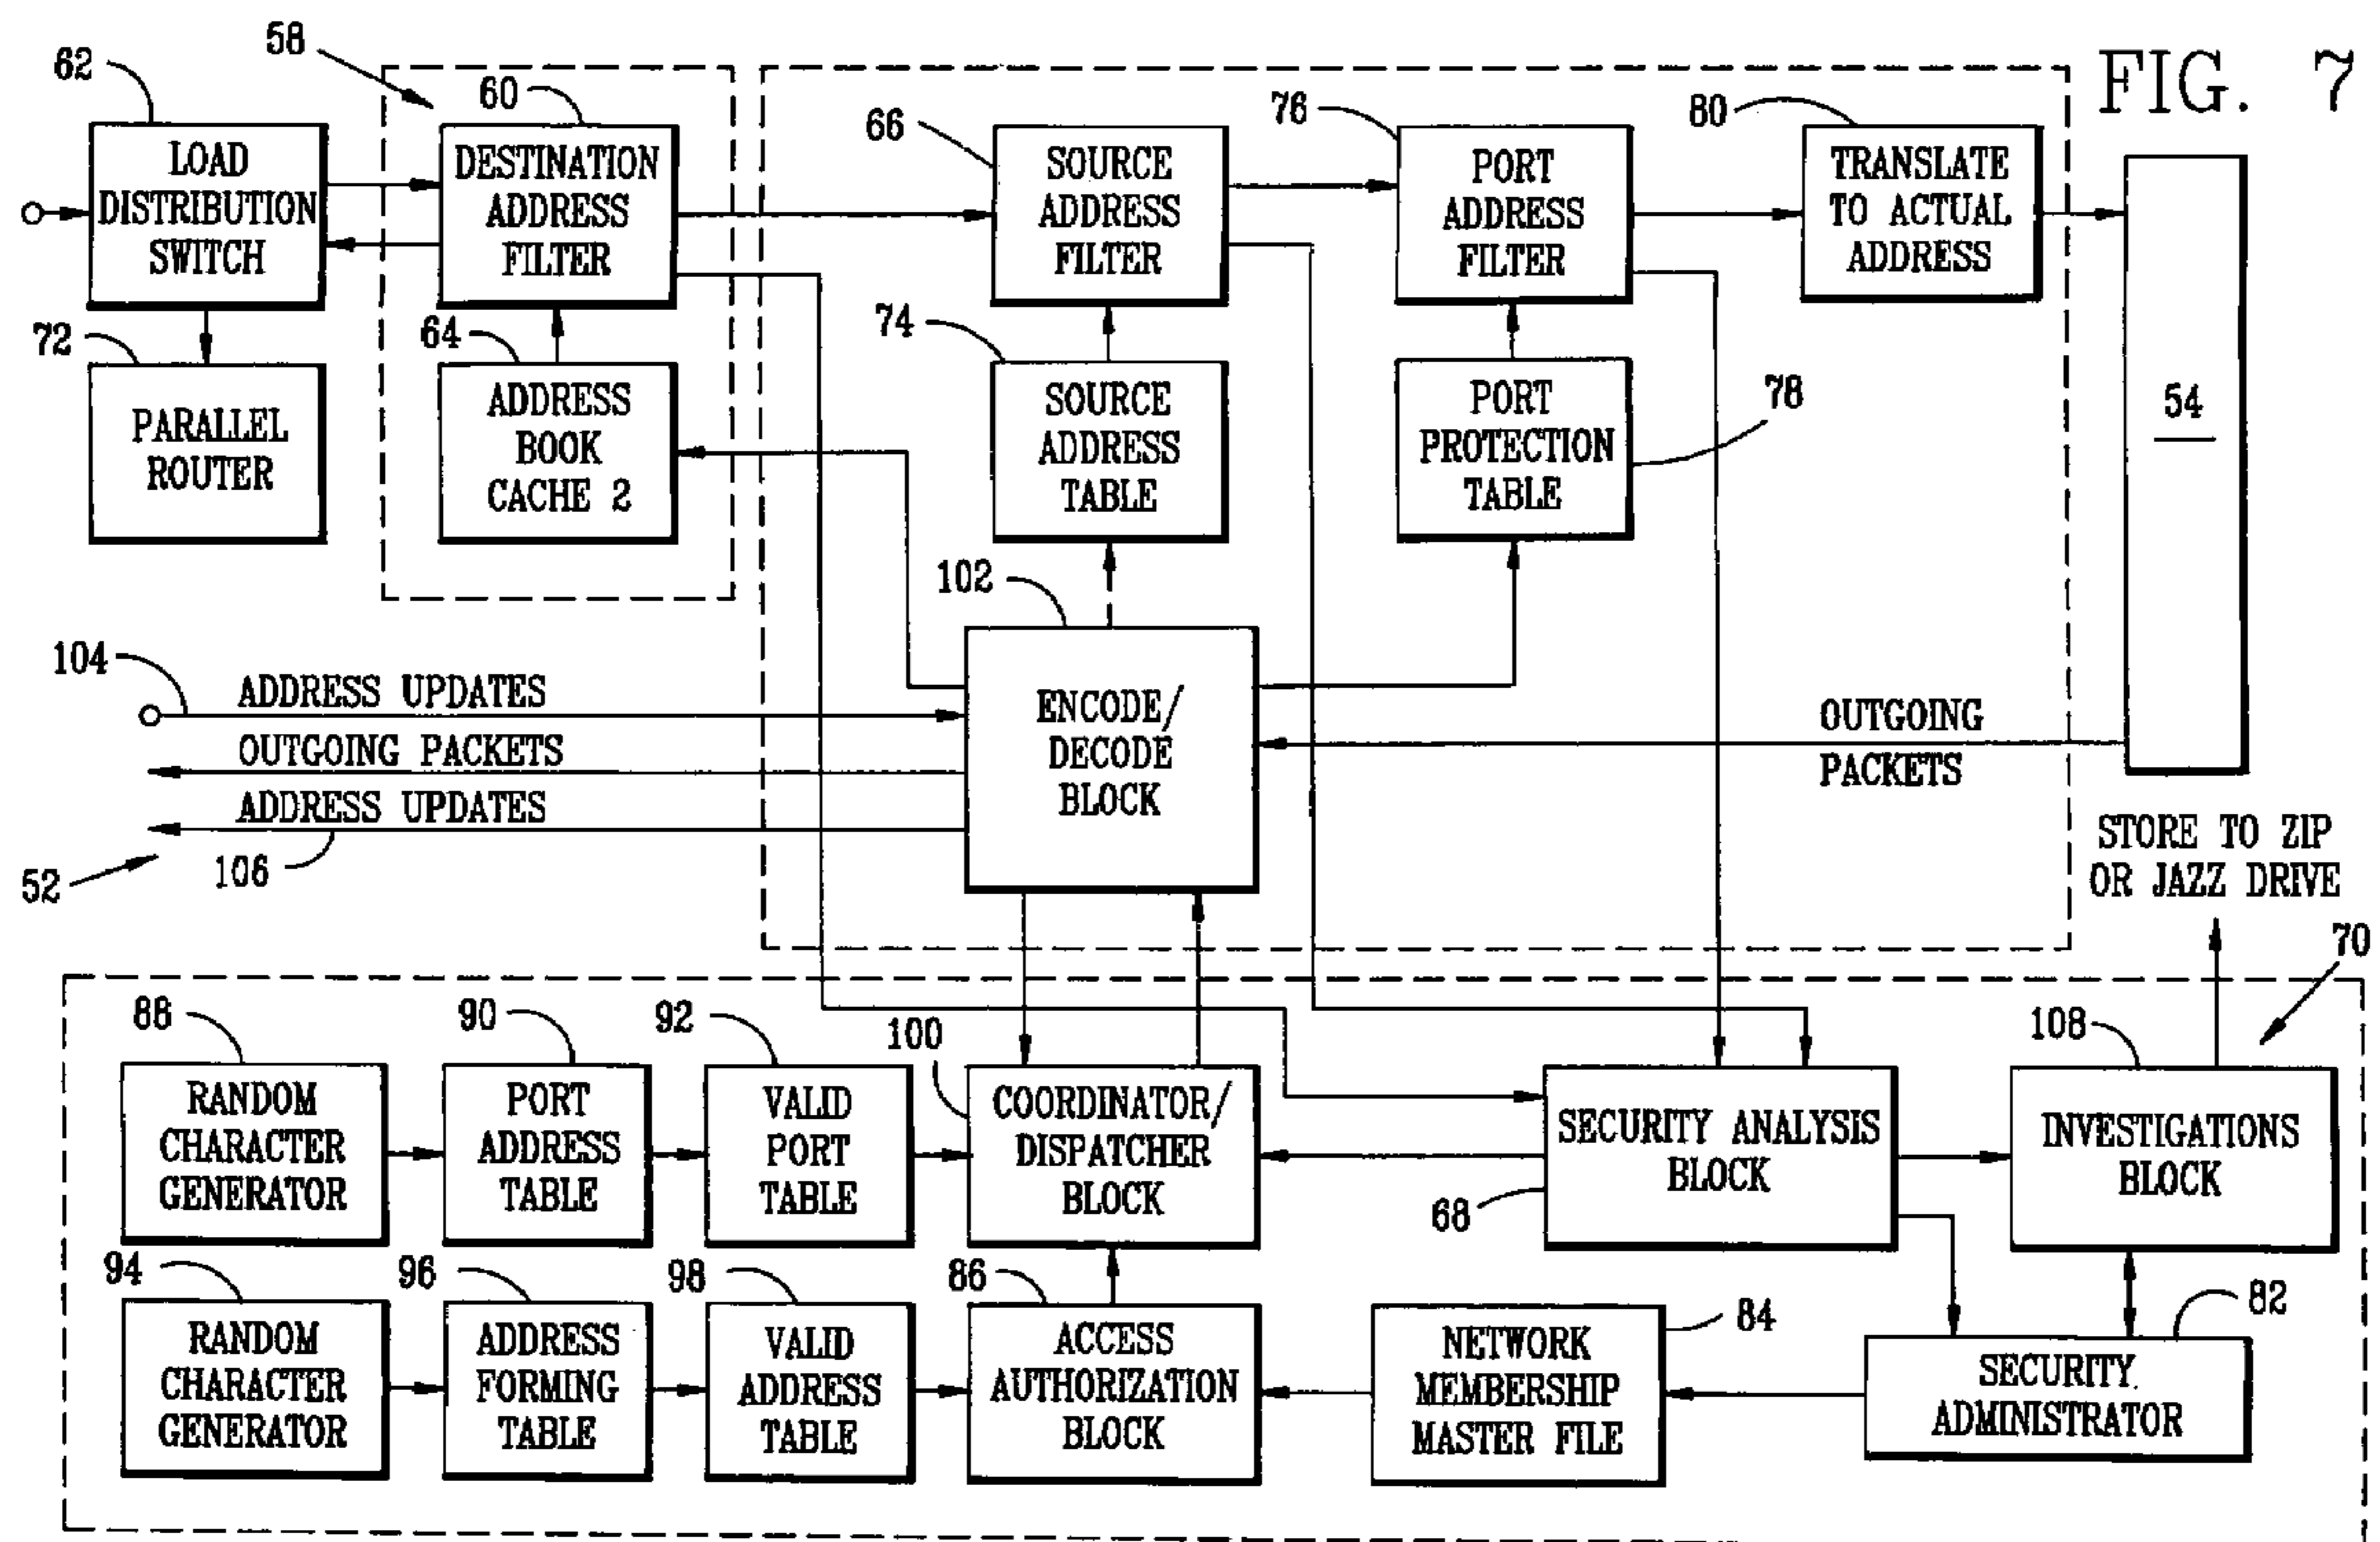 FIG. 7
58
62
60
66
76
80
LOAD
DISTRIBUTION
SWITCH
DESTINATION
ADDRESS
FILTER
SOURCE
ADDRESS
FILTER
PORT
ADDRESS
FILTER
TRANSLATE
TO ACTUAL
ADDRESS
72
64
74
78
54
PARALLEL
ROUTER
ADDRESS
BOOK
CACHE 2
SOURCE
ADDRESS
TABLE
PORT
PROTECTION
TABLE
102
104
ADDRESS UPDATES
OUTGOING PACKETS
ADDRESS UPDATES
106
52
ENCODE/
DECODE
BLOCK
OUTGOING
PACKETS
STORE TO ZIP
OR JAZZ DRIVE
70
88
90
92
100
108
RANDOM
CHARACTER
GENERATOR
PORT
ADDRESS
TABLE
VALID
PORT
TABLE
COORDINATOR/
DISPATCHER
BLOCK
SECURITY ANALYSIS
BLOCK
68
INVESTIGATIONS
BLOCK
94
96
98
86
84
82
RANDOM
CHARACTER
GENERATOR
ADDRESS
FORMING
TABLE
VALID
ADDRESS
TABLE
ACCESS
AUTHORIZATION
BLOCK
NETWORK
MEMBERSHIP
MASTER FILE
SECURITY
ADMINISTRATOR